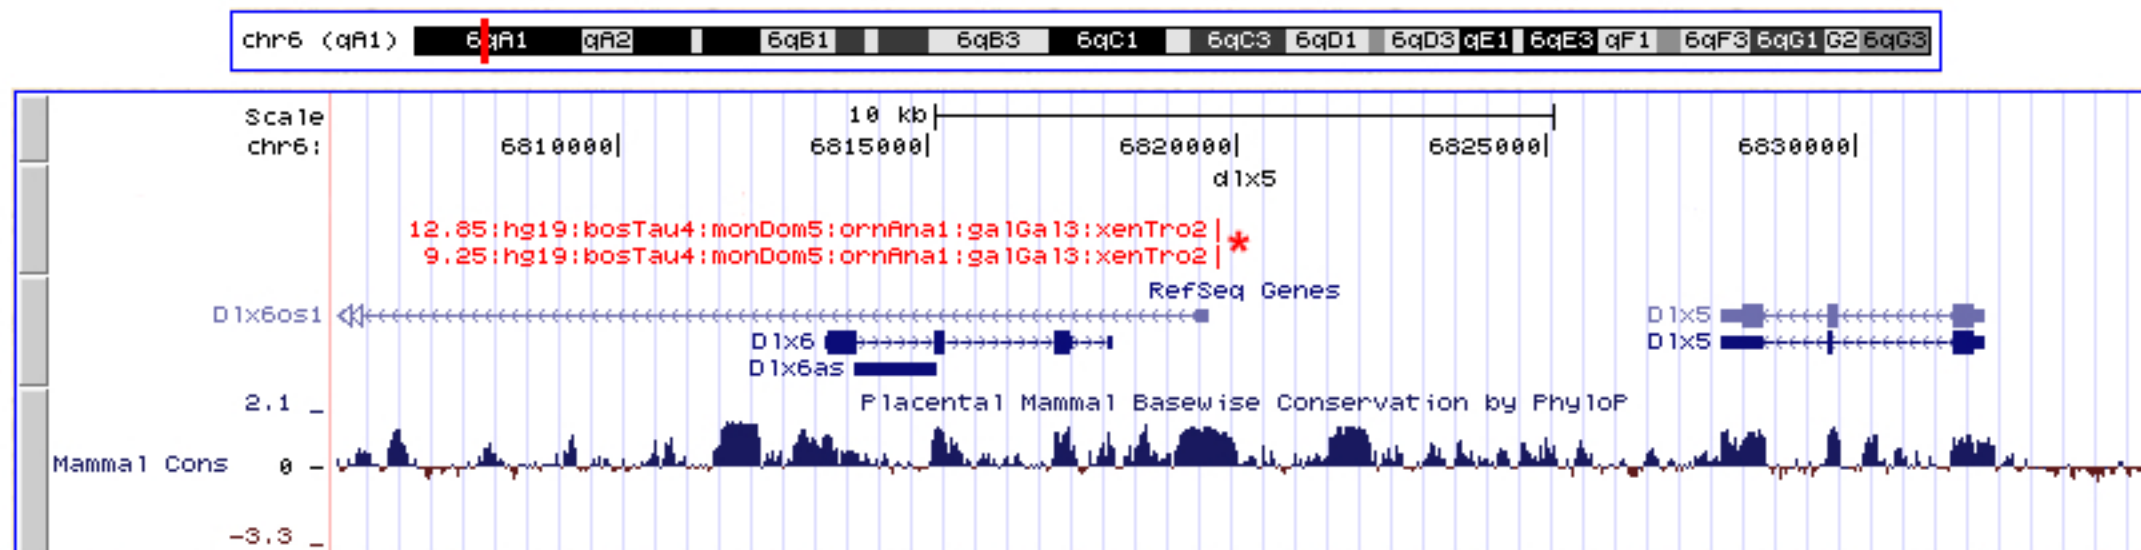 chr6 (qA1) 6qA1 qA2 6qB1 6qB3 6qC1 6qC3 6qD1 6qD3 qE1 6qE3 qF1 6qF3 6qG1 G2 6qG3
Scale 10 kb
chr6: 6810000| 6815000| 6820000| 6825000| 6830000|
dlx5
12.85:hg19:bosTau4:monDom5:ornAna1:galGal3:xenTro2
9.25:hg19:bosTau4:monDom5:ornAna1:galGal3:xenTro2 *
RefSeq Genes
Dlx6os1 Dlx5
Dlx6 Dlx5
Dlx6as
2.1 _ Placental Mammal Basewise Conservation by PhyloP
Mammal Cons 0 -
-3.3 _